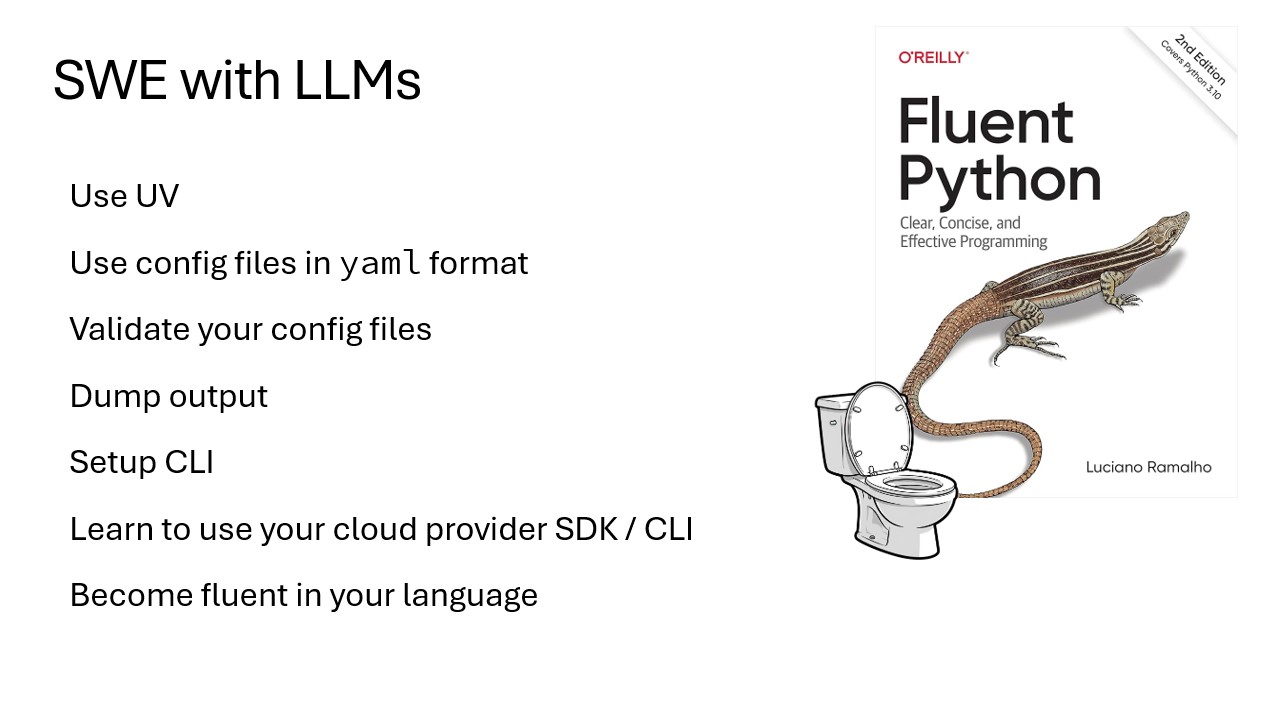 SWE with LLMs
Use UV
Use config files in yaml format
Validate your config files
Dump output
Setup CLI
Learn to use your cloud provider SDK / CLI
Become fluent in your language
O'REILLY®
2nd Edition
Covers Python 3.10
Fluent
Python
Clear, Concise, and
Effective Programming
Luciano Ramalho